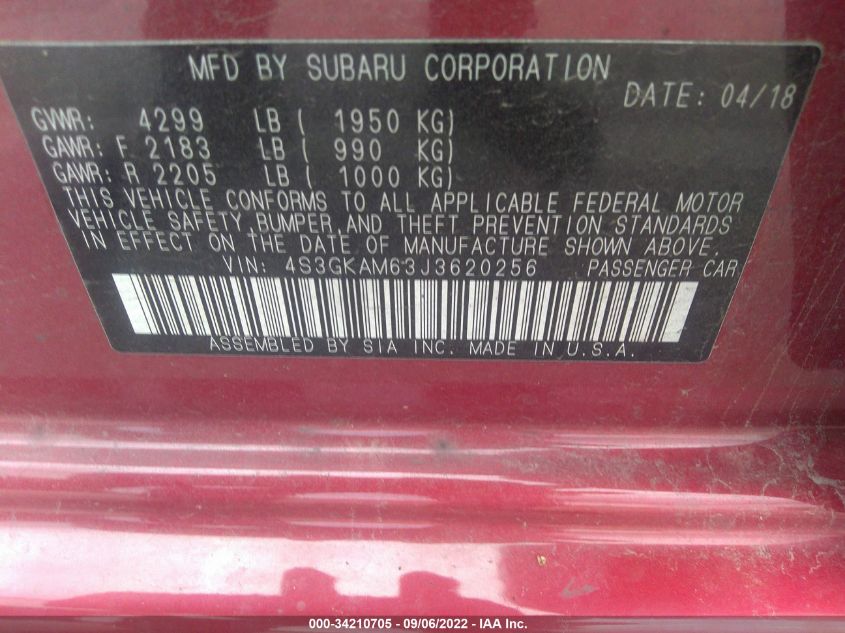 MFD BY SUBARU CORPORATION
DATE: 04/18
GVWR: 4299 LB ( 1950 KG)
GAWR: F 2183 LB ( 990 KG)
GAWR: R 2205 LB ( 1000 KG)
THIS VEHICLE CONFORMS TO ALL APPLICABLE FEDERAL MOTOR
VEHICLE SAFETY BUMPER AND THEFT PREVENTION STANDARDS
IN EFFECT ON THE DATE OF MANUFACTURE SHOWN ABOVE.
VIN: 4S3GKAM63J3620256 PASSENGER CAR
ASSEMBLED BY SIA INC. MADE IN U.S.A.
000-34210705 - 09/06/2022 - IAA Inc.